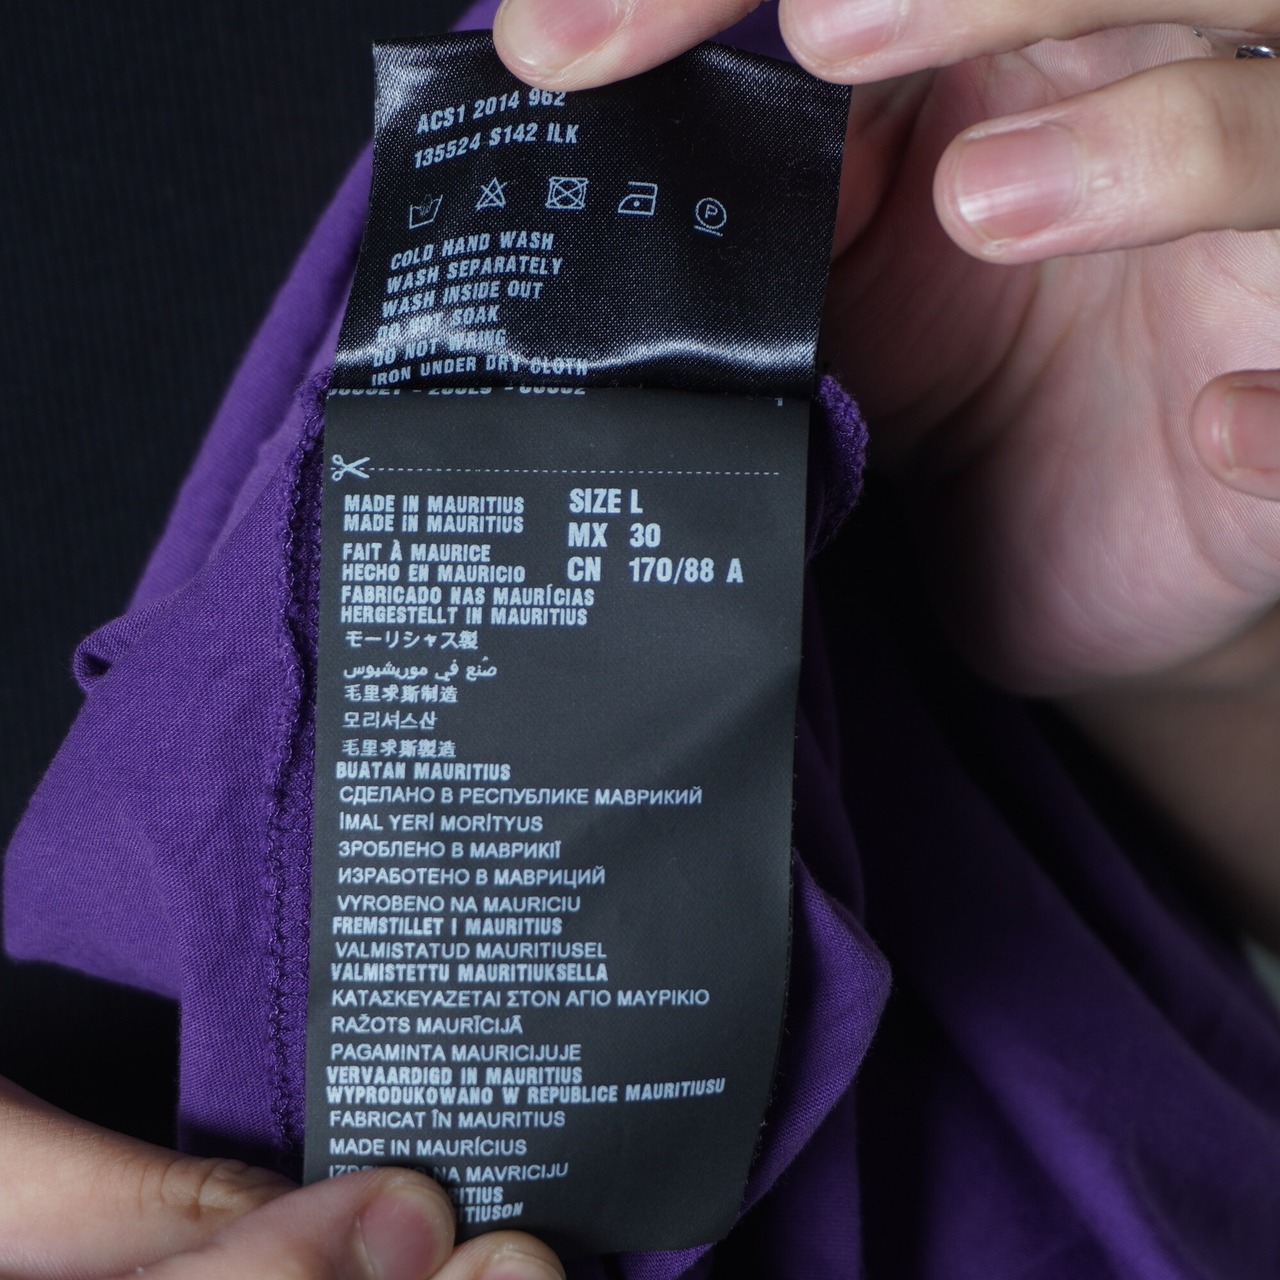 ACS1 2014 962
135524 S142 ILK
P
COLD HAND WASH
WASH SEPARATELY
WASH INSIDE OUT
DO NOT SOAK
DO NOT WRING
IRON UNDER DRY CLOTH
MADE IN MAURITIUS
MADE IN MAURITIUS
SIZE L
MX 30
CN 170/88 A
FAIT À MAURICE
HECHO EN MAURICIO
FABRICADO NAS MAURÍCIAS
HERGESTELLT IN MAURITIUS
モーリシャス製
صُنع في موريشيوس
毛里求斯制造
모리셔스산
毛里求斯製造
BUATAN MAURITIUS
СДЕЛАНО В РЕСПУБЛИКЕ МАВРИКИЙ
İMAL YERİ MORİTYUS
ЗРОБЛЕНО В МАВРИКІЇ
ИЗРАБОТЕНО В МАВРИЦИЙ
VYROBENO NA MAURICIU
FREMSTILLET I MAURITIUS
VALMISTATUD MAURITIUSEL
VALMISTETTU MAURITIUKSELLA
ΚΑΤΑΣΚΕΥΑΖΕΤΑΙ ΣΤΟΝ ΑΓΙΟ ΜΑΥΡΙΚΙΟ
RAŽOTS MAURĪCIJĀ
PAGAMINTA MAURICIJUJE
VERVAARDIGD IN MAURITIUS
WYPRODUKOWANO W REPUBLICE MAURITIUSU
FABRICAT ÎN MAURITIUS
MADE IN MAURÍCIUS
NA MAVRICIJU